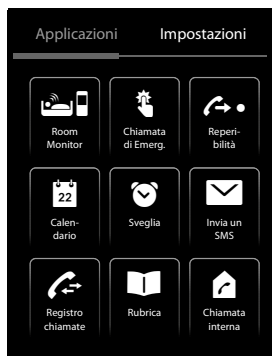 Applicazioni Impostazioni
Room Chiamata Reperi-
Monitor di Emerg. bilità
22
Calen- Sveglia Invia un
dario SMS
Registro Rubrica Chiamata
chiamate interna